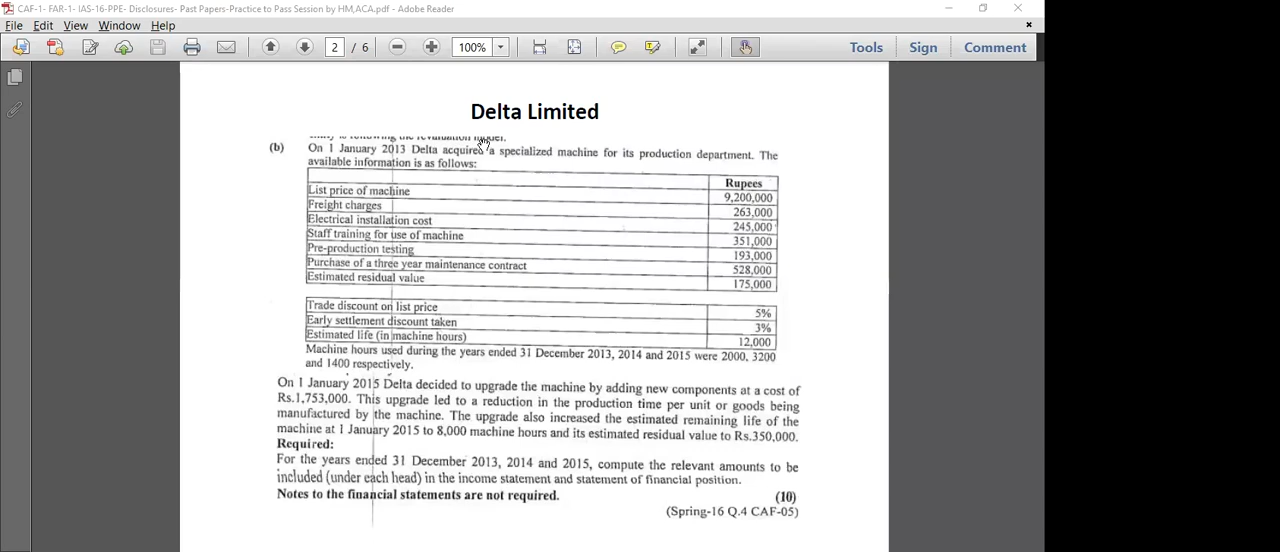 CAF-1- FAR-1- IAS-16-PPE- Disclosures- Past Papers-Practice to Pass Session by HM,ACA.pdf - Adobe Reader
File Edit View Window Help
2 / 6 100% Tools Sign Comment
Delta Limited
following the revaluation model.
(b) On 1 January 2013 Delta acquired a specialized machine for its production department. The
available information is as follows:
Rupees
List price of machine 9,200,000
Freight charges 263,000
Electrical installation cost 245,000
Staff training for use of machine 351,000
Pre-production testing 193,000
Purchase of a three year maintenance contract 528,000
Estimated residual value 175,000
Trade discount on list price 5%
Early settlement discount taken 3%
Estimated life (in machine hours) 12,000
Machine hours used during the years ended 31 December 2013, 2014 and 2015 were 2000, 3200
and 1400 respectively.
On 1 January 2015 Delta decided to upgrade the machine by adding new components at a cost of
Rs.1,753,000. This upgrade led to a reduction in the production time per unit or goods being
manufactured by the machine. The upgrade also increased the estimated remaining life of the
machine at 1 January 2015 to 8,000 machine hours and its estimated residual value to Rs.350,000.
Required:
For the years ended 31 December 2013, 2014 and 2015, compute the relevant amounts to be
included (under each head) in the income statement and statement of financial position.
Notes to the financial statements are not required. (10)
(Spring-16 Q.4 CAF-05)